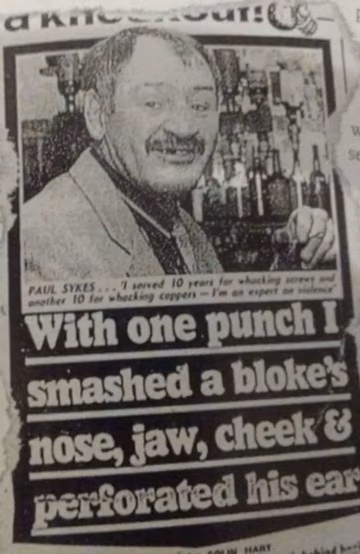 a knockout!
PAUL SYKES . . . 'I served 10 years for whacking screws and
another 10 for whacking coppers — I'm an expert on violence'
With one punch I
smashed a bloke's
nose, jaw, cheek &
perforated his ear
COLIN HART